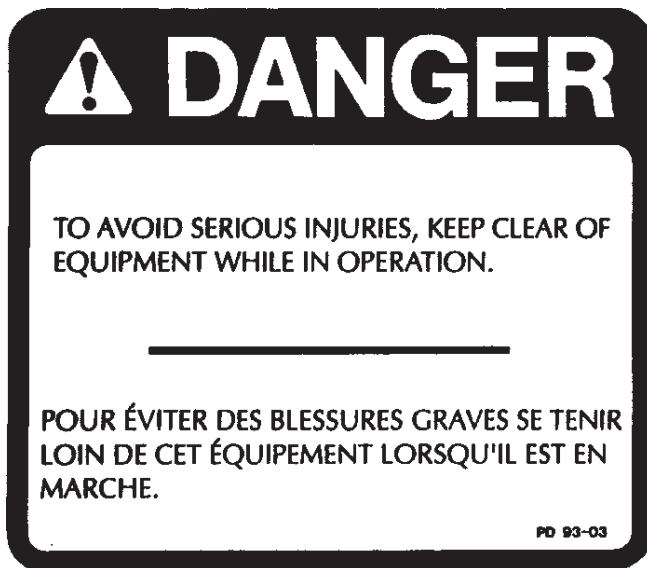 DANGER
TO AVOID SERIOUS INJURIES, KEEP CLEAR OF
EQUIPMENT WHILE IN OPERATION.
POUR ÉVITER DES BLESSURES GRAVES SE TENIR
LOIN DE CET ÉQUIPEMENT LORSQU'IL EST EN
MARCHE.
PD 93-03